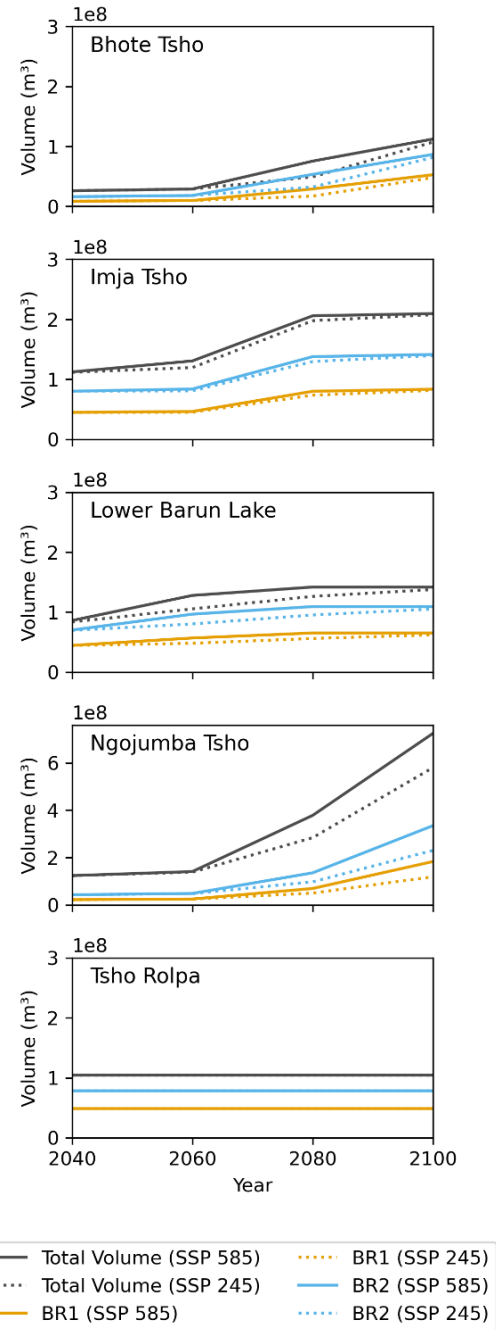 1e8
Bhote Tsho
3
2
1
0
Volume (m³)
1e8
Imja Tsho
3
2
1
0
Volume (m³)
1e8
Lower Barun Lake
3
2
1
0
Volume (m³)
1e8
Ngojumba Tsho
6
4
2
0
Volume (m³)
1e8
Tsho Rolpa
3
2
1
0
Volume (m³)
2040 2060 2080 2100
Year
Total Volume (SSP 585) BR1 (SSP 245)
Total Volume (SSP 245) BR2 (SSP 585)
BR1 (SSP 585) BR2 (SSP 245)